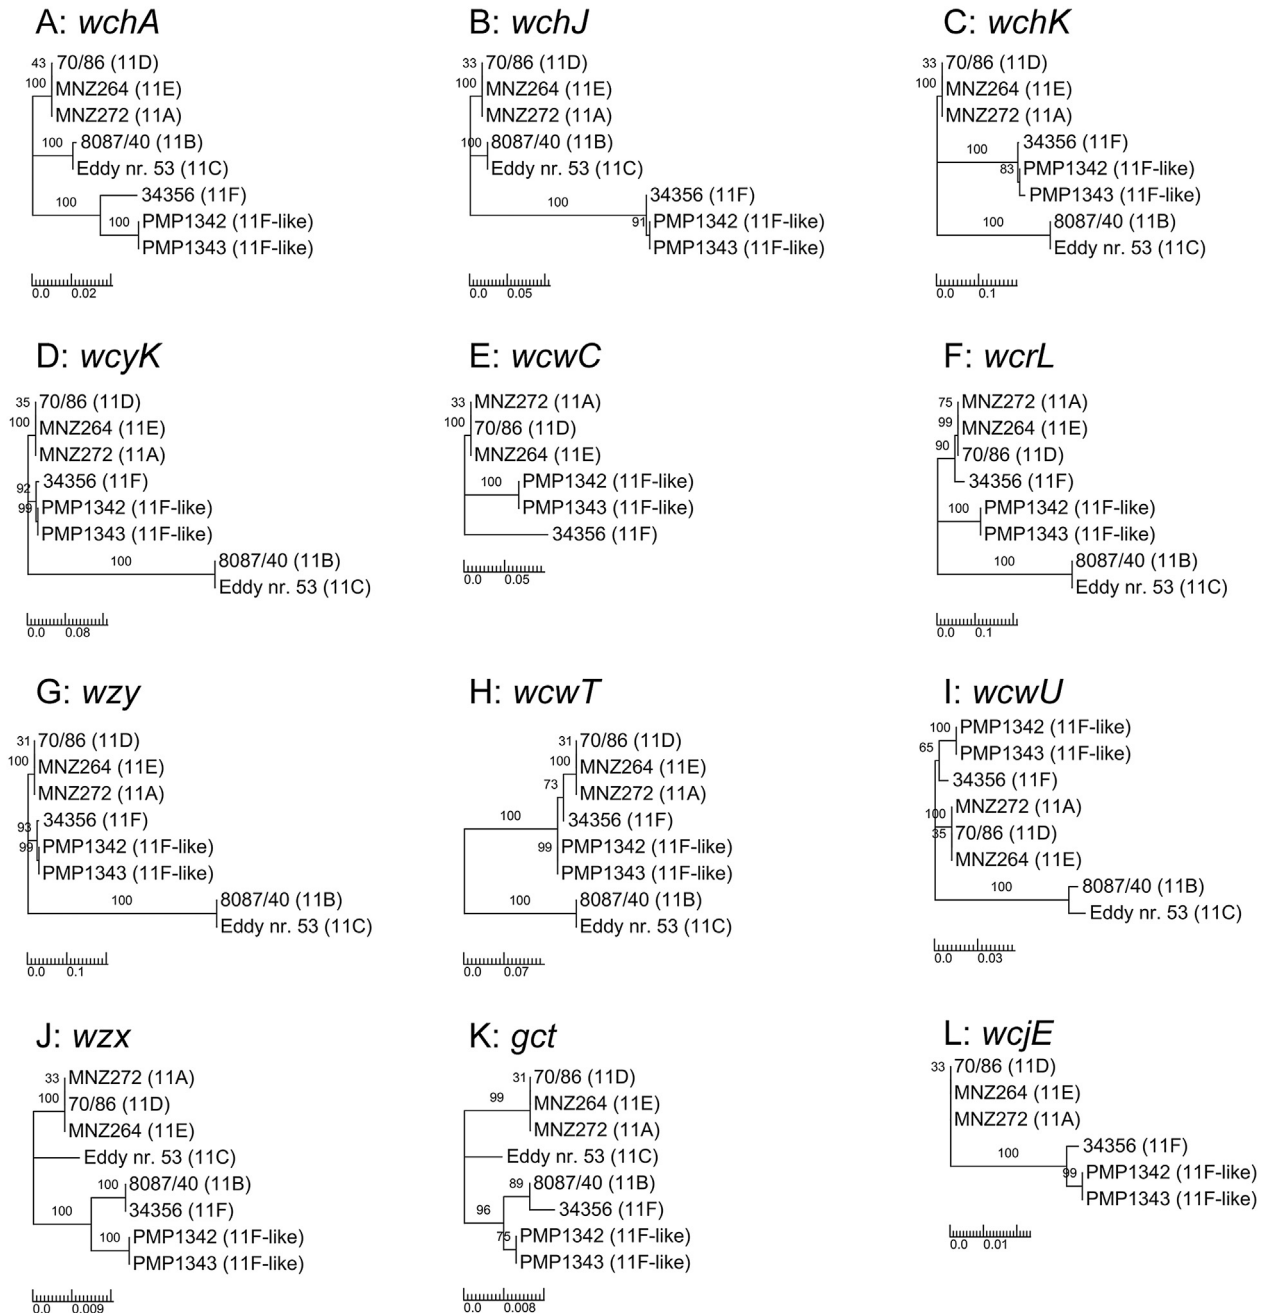 A: wchA
43 70/86 (11D)
100 MNZ264 (11E)
MNZ272 (11A)
100 8087/40 (11B)
Eddy nr. 53 (11C)
100 34356 (11F)
100 PMP1342 (11F-like)
PMP1343 (11F-like)
0.0 0.02
B: wchJ
33 70/86 (11D)
100 MNZ264 (11E)
MNZ272 (11A)
100 8087/40 (11B)
Eddy nr. 53 (11C)
100 34356 (11F)
91 PMP1342 (11F-like)
PMP1343 (11F-like)
0.0 0.05
C: wchK
33 70/86 (11D)
100 MNZ264 (11E)
MNZ272 (11A)
100 34356 (11F)
83 PMP1342 (11F-like)
PMP1343 (11F-like)
100 8087/40 (11B)
Eddy nr. 53 (11C)
0.0 0.1
D: wcyK
35 70/86 (11D)
100 MNZ264 (11E)
MNZ272 (11A)
92 34356 (11F)
99 PMP1342 (11F-like)
PMP1343 (11F-like)
100 8087/40 (11B)
Eddy nr. 53 (11C)
0.0 0.08
E: wcwC
33 MNZ272 (11A)
100 70/86 (11D)
MNZ264 (11E)
100 PMP1342 (11F-like)
PMP1343 (11F-like)
34356 (11F)
0.0 0.05
F: wcrL
75 MNZ272 (11A)
99 MNZ264 (11E)
90 70/86 (11D)
34356 (11F)
100 PMP1342 (11F-like)
PMP1343 (11F-like)
100 8087/40 (11B)
Eddy nr. 53 (11C)
0.0 0.1
G: wzy
31 70/86 (11D)
100 MNZ264 (11E)
MNZ272 (11A)
93 34356 (11F)
99 PMP1342 (11F-like)
PMP1343 (11F-like)
100 8087/40 (11B)
Eddy nr. 53 (11C)
0.0 0.1
H: wcwT
31 70/86 (11D)
100 MNZ264 (11E)
73 MNZ272 (11A)
100 34356 (11F)
99 PMP1342 (11F-like)
PMP1343 (11F-like)
100 8087/40 (11B)
Eddy nr. 53 (11C)
0.0 0.07
I: wcwU
100 PMP1342 (11F-like)
65 PMP1343 (11F-like)
34356 (11F)
100 MNZ272 (11A)
35 70/86 (11D)
MNZ264 (11E)
100 8087/40 (11B)
Eddy nr. 53 (11C)
0.0 0.03
J: wzx
33 MNZ272 (11A)
100 70/86 (11D)
MNZ264 (11E)
Eddy nr. 53 (11C)
100 8087/40 (11B)
100 34356 (11F)
100 PMP1342 (11F-like)
PMP1343 (11F-like)
0.0 0.009
K: gct
31 70/86 (11D)
99 MNZ264 (11E)
MNZ272 (11A)
Eddy nr. 53 (11C)
89 8087/40 (11B)
96 34356 (11F)
75 PMP1342 (11F-like)
PMP1343 (11F-like)
0.0 0.008
L: wcjE
33 70/86 (11D)
MNZ264 (11E)
MNZ272 (11A)
100 34356 (11F)
99 PMP1342 (11F-like)
PMP1343 (11F-like)
0.0 0.01